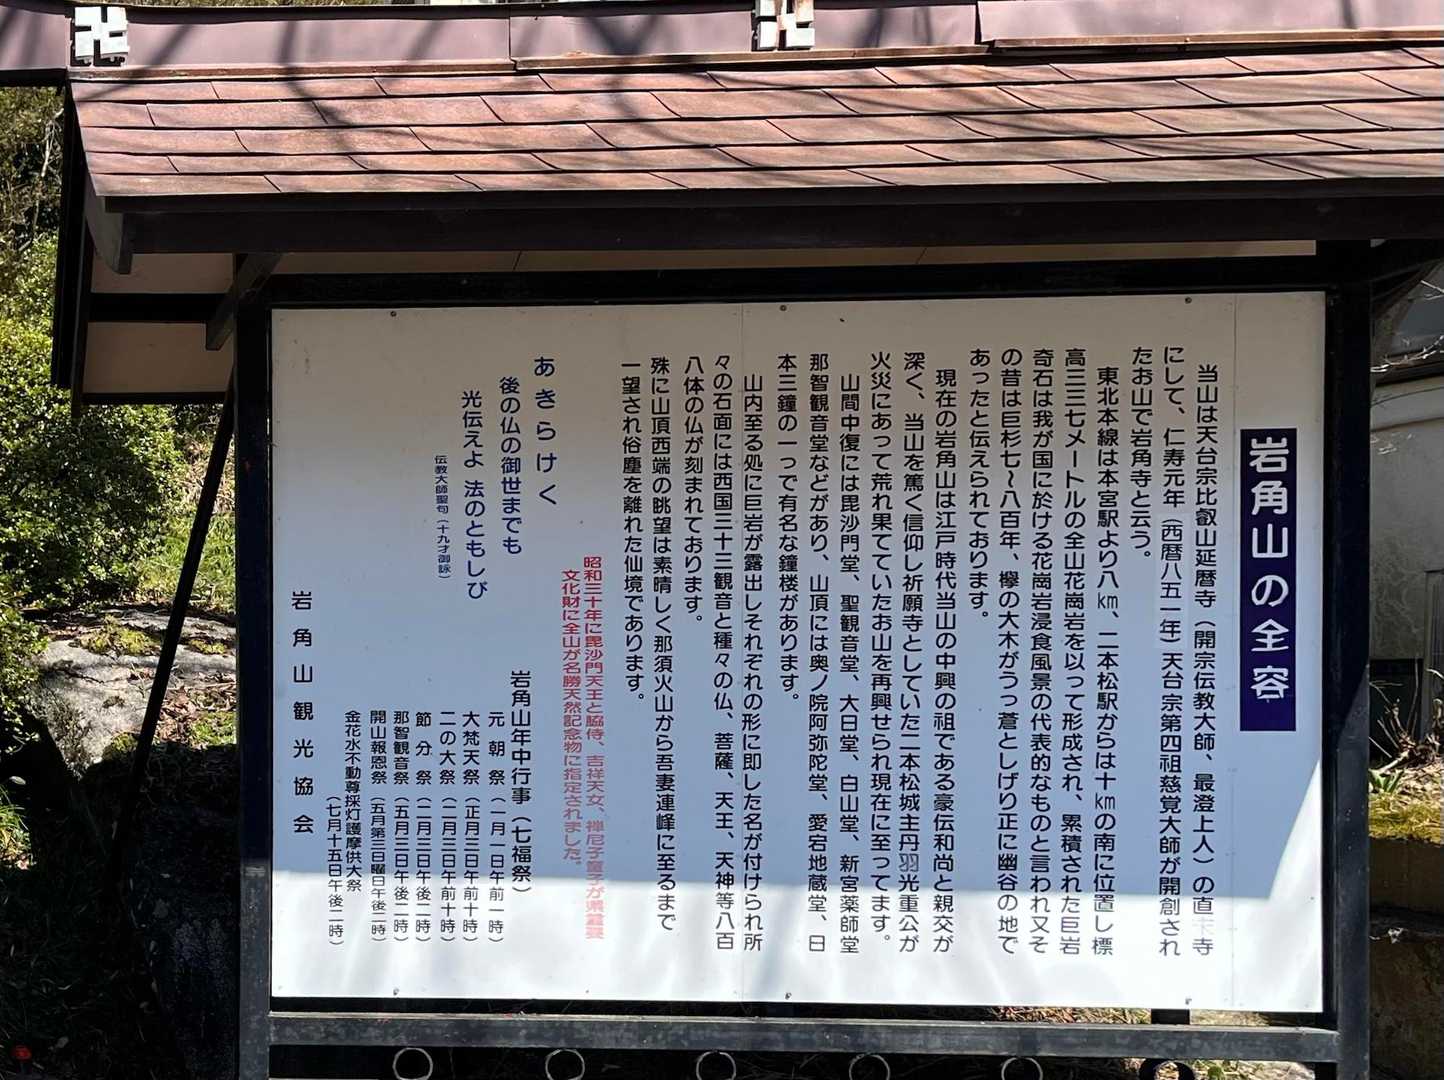 岩角山の全容
当山は天台宗比叡山延暦寺（開宗伝教大師、最澄上人）の直末寺
にして、仁寿元年（西暦八五一年）天台宗第四祖慈覚大師が開創され
たお山で岩角寺と云う。
東北本線は本宮駅より八㎞、二本松駅からは十㎞の南に位置し標
高三三七メートルの全山花崗岩を以って形成され、累積された巨岩
奇石は我が国に於ける花崗岩浸食風景の代表的なものと言われ又そ
の昔は巨杉七〜八百年、欅の大木がうっ蒼としげり正に幽谷の地で
あったと伝えられております。
現在の岩角山は江戸時代当山の中興の祖である豪伝和尚と親交が
深く、当山を篤く信仰し祈願寺としていた二本松城主丹羽光重公が
火災にあって荒れ果てていたお山を再興せられ現在に至ってます。
山間中復には毘沙門堂、聖観音堂、大日堂、白山堂、新宮薬師堂
那智観音堂などがあり、山頂には奥ノ院阿弥陀堂、愛宕地蔵堂、日
本三鐘の一つで有名な鐘楼があります。
山内至る処に巨岩が露出しそれぞれの形に即した名が付けられ所
々の石面には西国三十三観音と種々の仏、菩薩、天王、天神等八百
八体の仏が刻まれております。
殊に山頂西端の眺望は素晴しく那須火山から吾妻連峰に至るまで
一望され俗塵を離れた仙境であります。
昭和三十年に毘沙門天王と脇侍、吉祥天女、禅尼子童子が県重要
文化財に全山が名勝天然記念物に指定されました。
あきらけく
後の仏の御世までも
光伝えよ 法のともしび
伝教大師聖句（十九才御詠）
岩角山年中行事（七福祭）
元朝祭（一月一日午前一時）
大梵天祭（正月三日午前十時）
二の大祭（二月三日午前十時）
節分祭（二月三日午後二時）
那智観音祭（五月三日午後二時）
開山報恩祭（五月第三日曜日午後二時）
金花水不動尊採灯護摩供大祭
（七月十五日午後二時）
岩角山観光協会